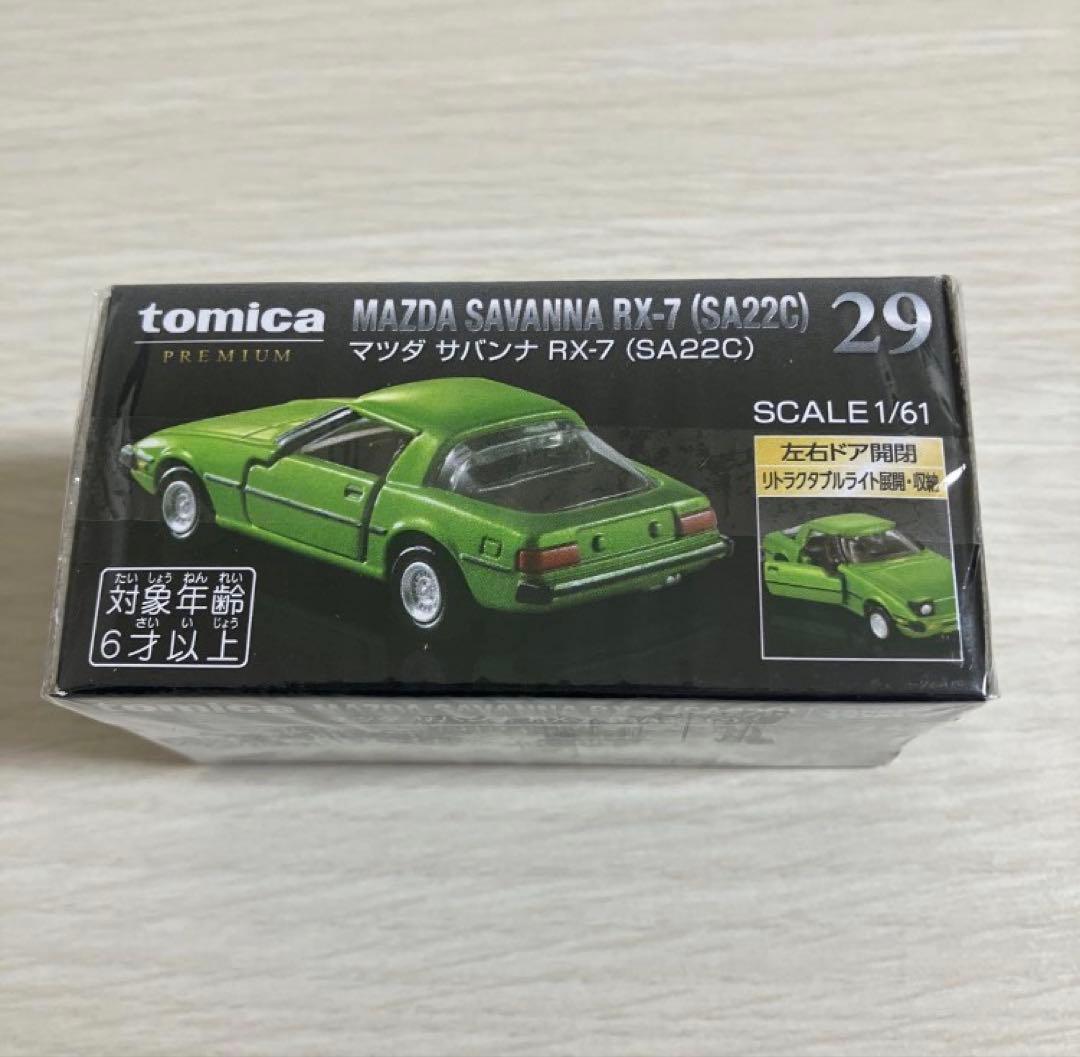 tomica
PREMIUM
MAZDA SAVANNA RX-7 (SA22C)
マツダ サバンナ RX-7 (SA22C)
29
SCALE 1/61
左右ドア開閉
リトラクタブルライト展開・収納
たいしょうねんれい
対象年齢
さいいじょう
6才以上
tomica